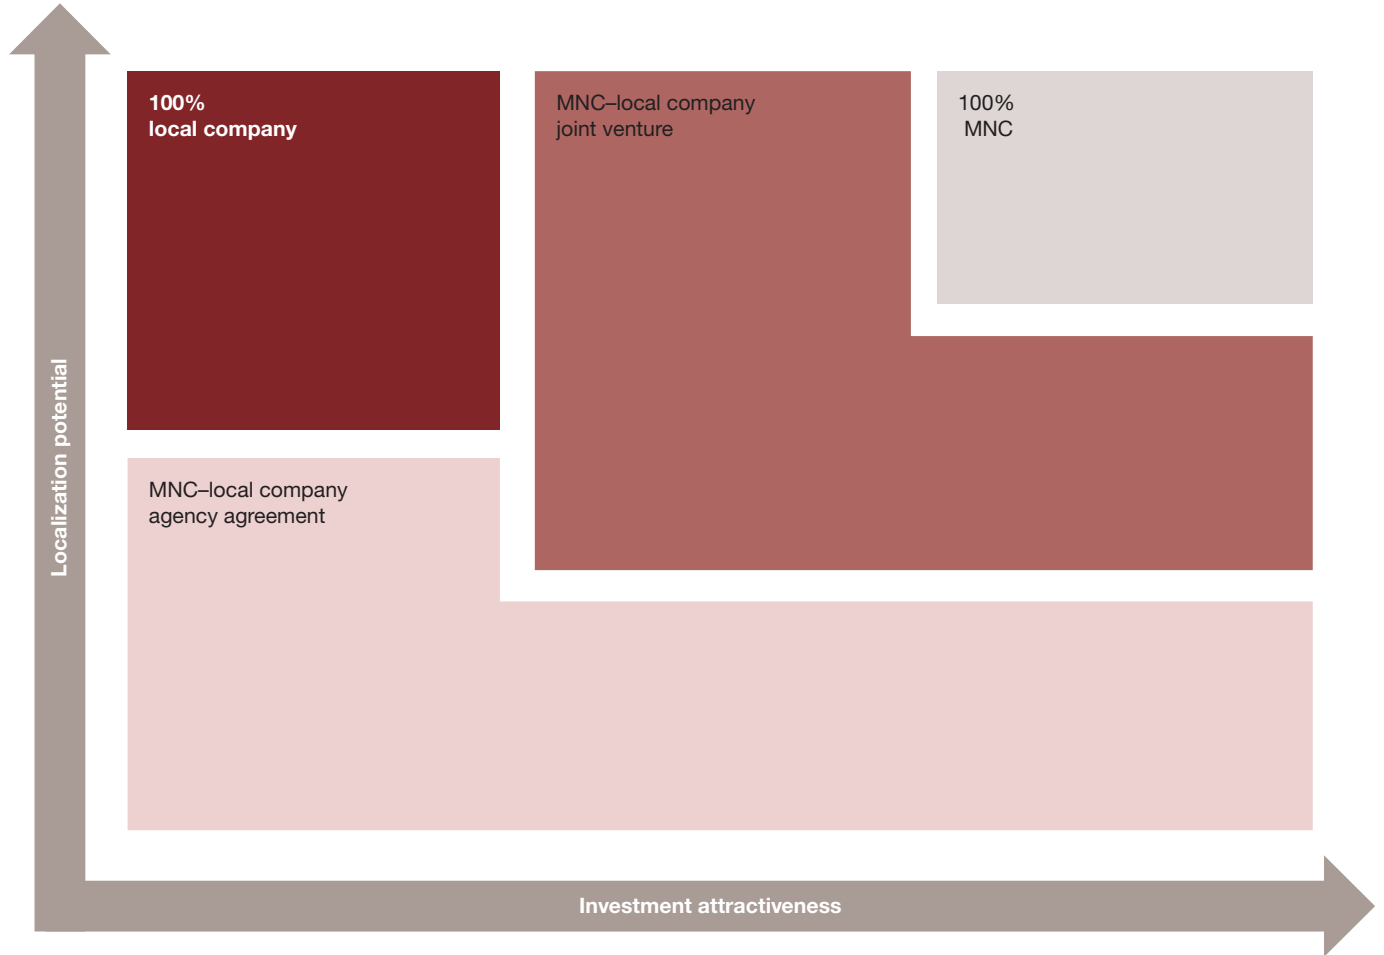 100%
local company
MNC–local company
joint venture
100%
MNC
Localization potential
MNC–local company
agency agreement
Investment attractiveness